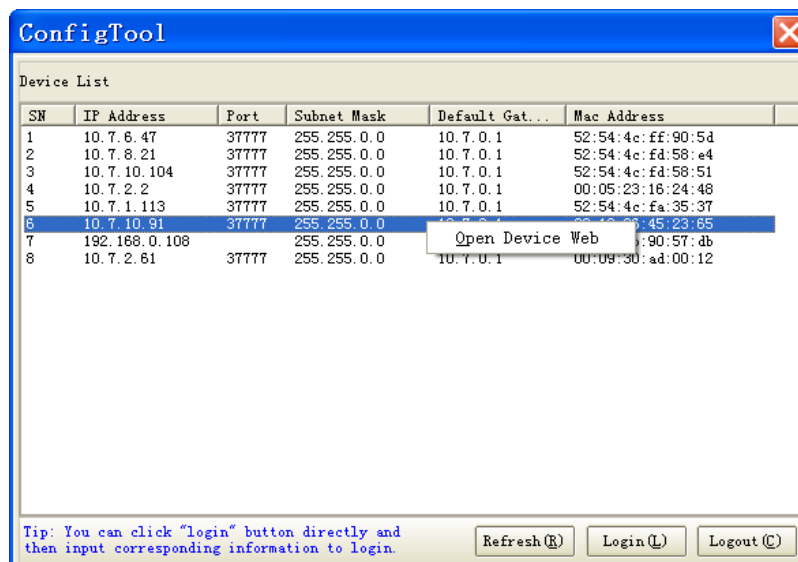 ConfigTool
Device List
SN IP Address Port Subnet Mask Default Gat... Mac Address
1 10.7.6.47 37777 255.255.0.0 10.7.0.1 52:54:4c:ff:90:5d
2 10.7.8.21 37777 255.255.0.0 10.7.0.1 52:54:4c:fd:58:e4
3 10.7.10.104 37777 255.255.0.0 10.7.0.1 52:54:4c:fd:58:51
4 10.7.2.2 37777 255.255.0.0 10.7.0.1 00:05:23:16:24:48
5 10.7.1.113 37777 255.255.0.0 10.7.0.1 52:54:4c:fa:35:37
6 10.7.10.91 37777 255.255.0.0 :45:23:65
Open Device Web
7 192.168.0.108 255.255.0.0 :90:57:db
8 10.7.2.61 37777 255.255.0.0 10.7.0.1 00:09:30:ad:00:12
Tip: You can click "login" button directly and
then input corresponding information to login.
Refresh(R) Login(L) Logout(C)